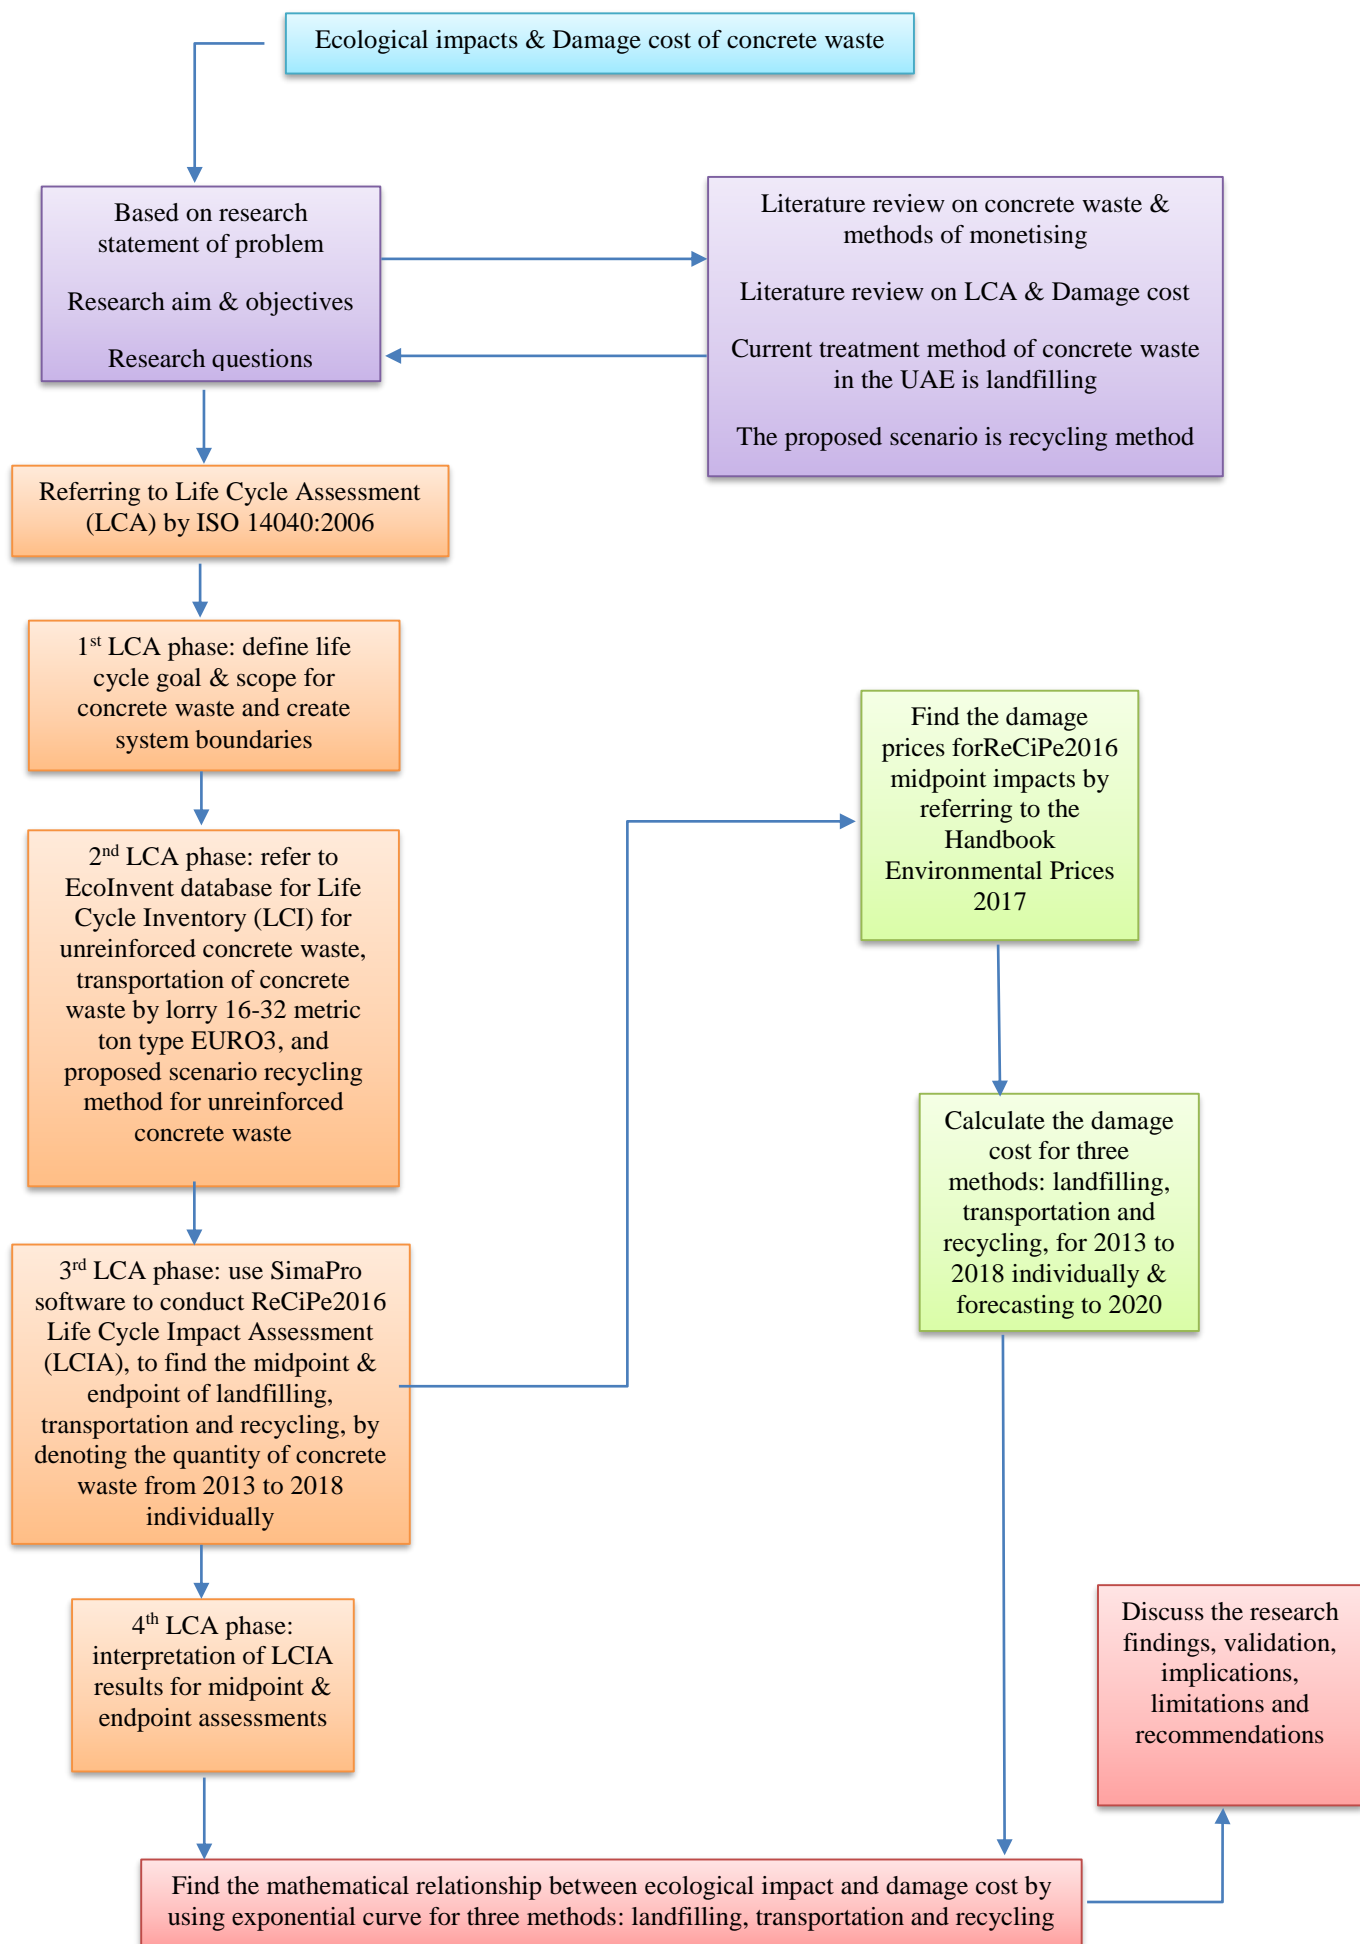 Ecological impacts & Damage cost of concrete waste
Based on research
statement of problem
Research aim & objectives
Research questions
Literature review on concrete waste &
methods of monetising
Literature review on LCA & Damage cost
Current treatment method of concrete waste
in the UAE is landfilling
The proposed scenario is recycling method
Referring to Life Cycle Assessment
(LCA) by ISO 14040:2006
1st LCA phase: define life
cycle goal & scope for
concrete waste and create
system boundaries
2nd LCA phase: refer to
EcoInvent database for Life
Cycle Inventory (LCI) for
unreinforced concrete waste,
transportation of concrete
waste by lorry 16-32 metric
ton type EURO3, and
proposed scenario recycling
method for unreinforced
concrete waste
3rd LCA phase: use SimaPro
software to conduct ReCiPe2016
Life Cycle Impact Assessment
(LCIA), to find the midpoint &
endpoint of landfilling,
transportation and recycling, by
denoting the quantity of concrete
waste from 2013 to 2018
individually
4th LCA phase:
interpretation of LCIA
results for midpoint &
endpoint assessments
Find the damage
prices forReCiPe2016
midpoint impacts by
referring to the
Handbook
Environmental Prices
2017
Calculate the damage
cost for three
methods: landfilling,
transportation and
recycling, for 2013 to
2018 individually &
forecasting to 2020
Find the mathematical relationship between ecological impact and damage cost by
using exponential curve for three methods: landfilling, transportation and recycling
Discuss the research
findings, validation,
implications,
limitations and
recommendations